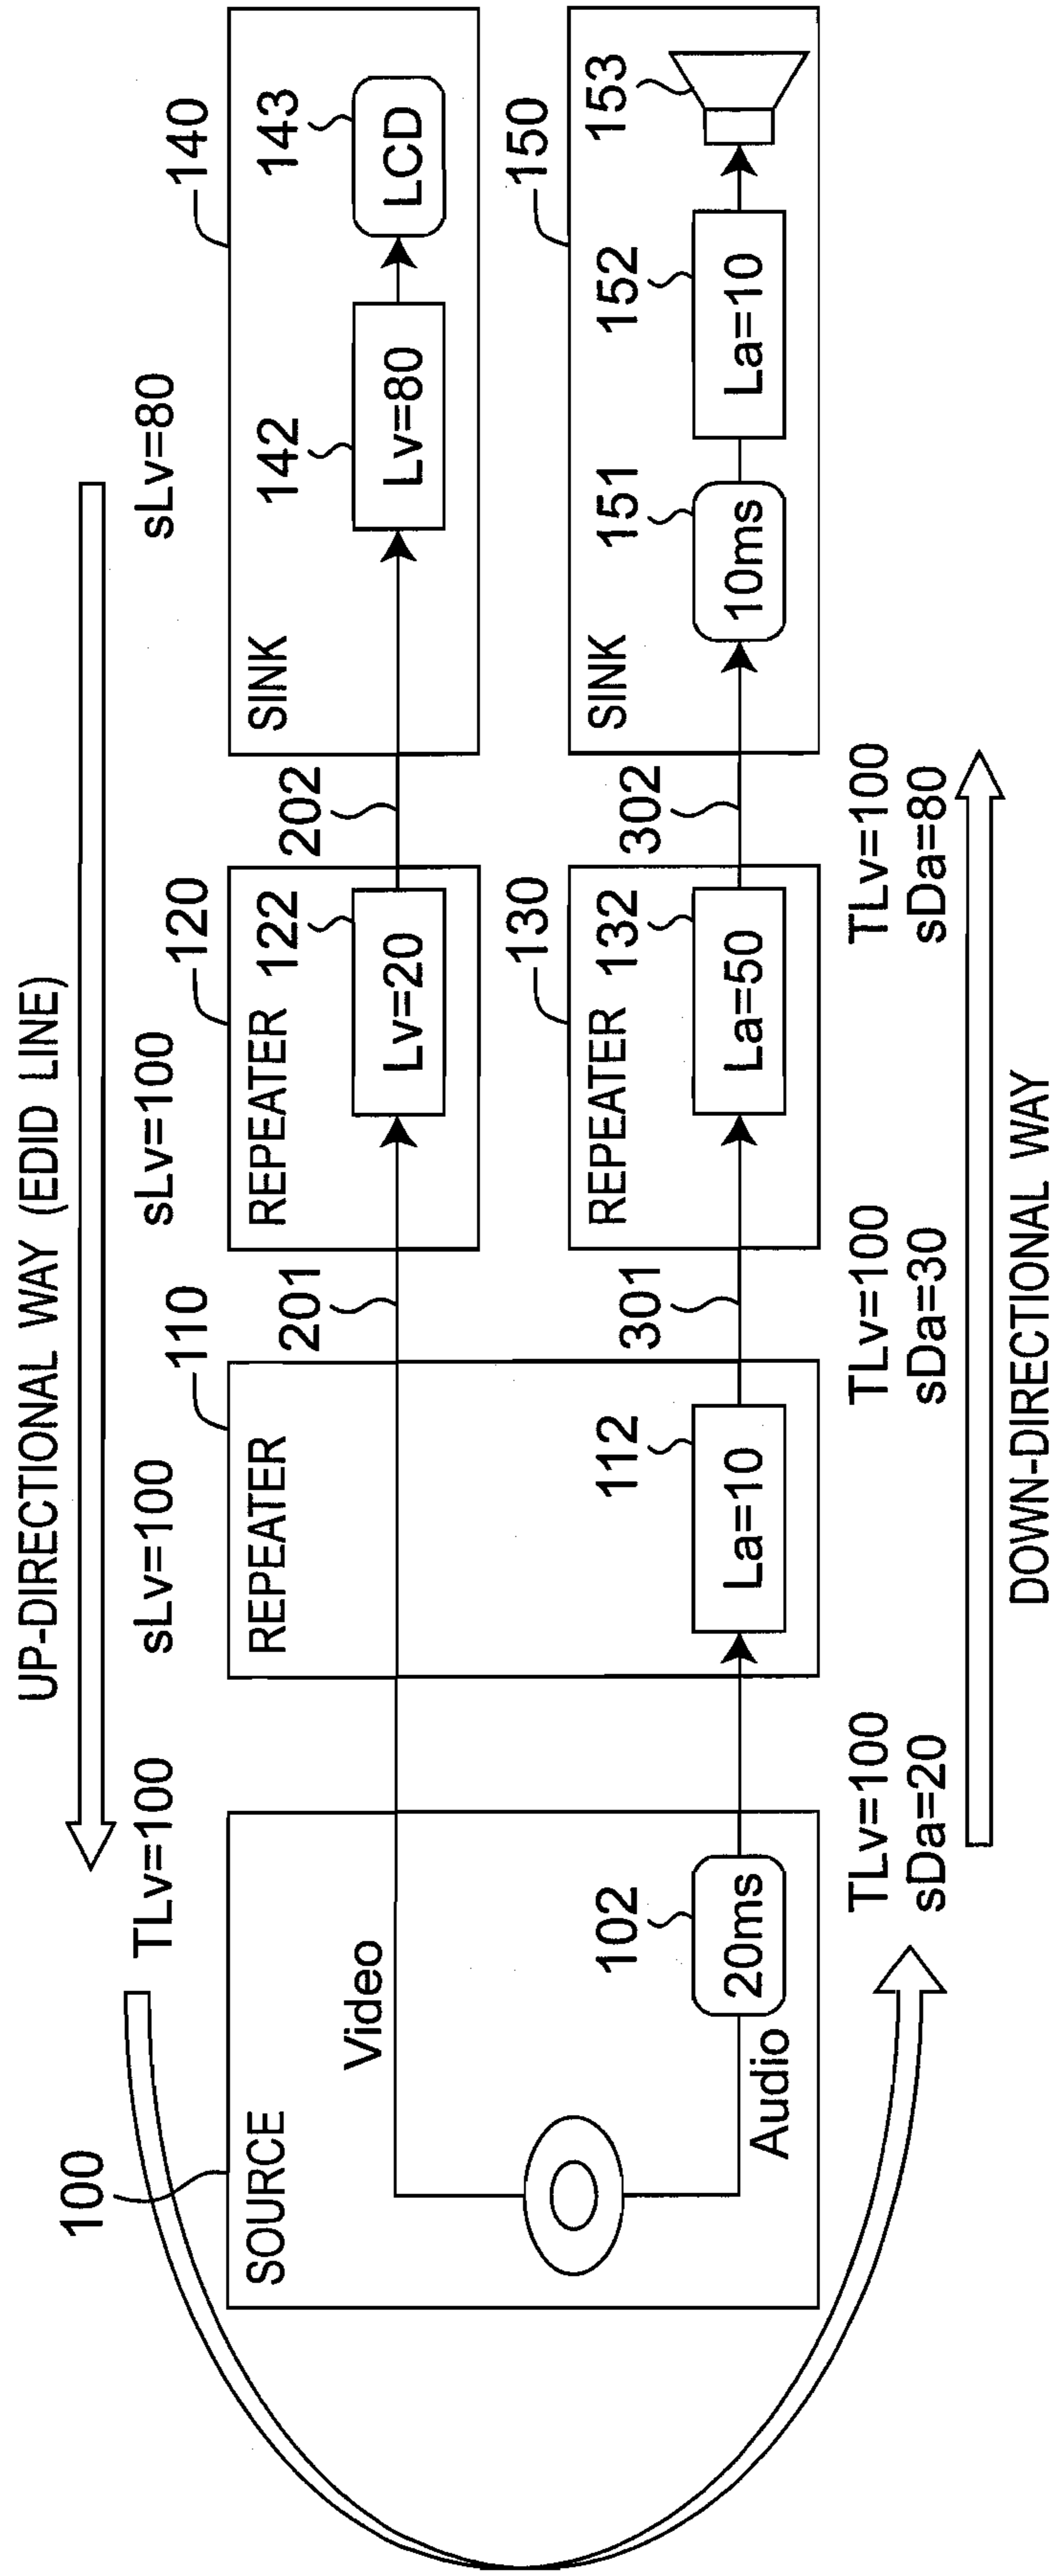 UP-DIRECTIONAL WAY (EDID LINE)
TLv=100
sLv=100
sLv=100
sLv=80
100
SOURCE
Video
Audio
102
20ms
110
REPEATER
112
La=10
201
301
120
REPEATER
122
Lv=20
130
REPEATER
132
La=50
202
302
140
SINK
142
Lv=80
143
LCD
150
SINK
151
10ms
152
La=10
153
TLv=100
sDa=20
TLv=100
sDa=30
TLv=100
sDa=80
DOWN-DIRECTIONAL WAY